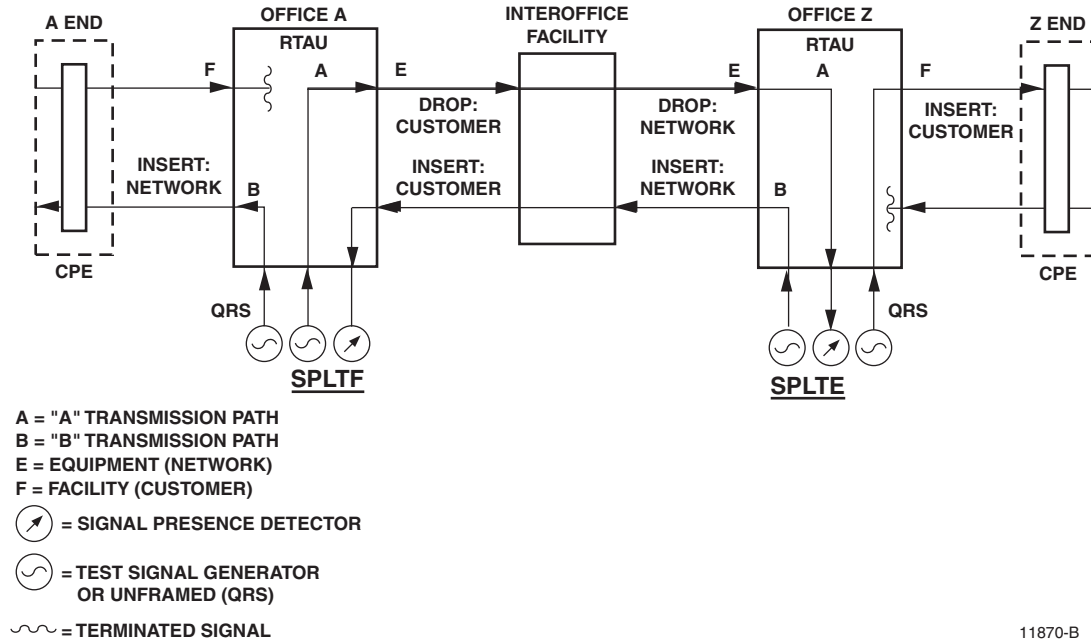 A END
OFFICE A
INTEROFFICE
FACILITY
OFFICE Z
Z END
RTAU
RTAU
F
A
E
E
A
F
DROP:
CUSTOMER
DROP:
NETWORK
INSERT:
CUSTOMER
INSERT:
NETWORK
INSERT:
CUSTOMER
INSERT:
NETWORK
B
B
CPE
CPE
QRS
QRS
SPLTF
SPLTE
A = "A" TRANSMISSION PATH
B = "B" TRANSMISSION PATH
E = EQUIPMENT (NETWORK)
F = FACILITY (CUSTOMER)
= SIGNAL PRESENCE DETECTOR
= TEST SIGNAL GENERATOR
OR UNFRAMED (QRS)
= TERMINATED SIGNAL
11870-B